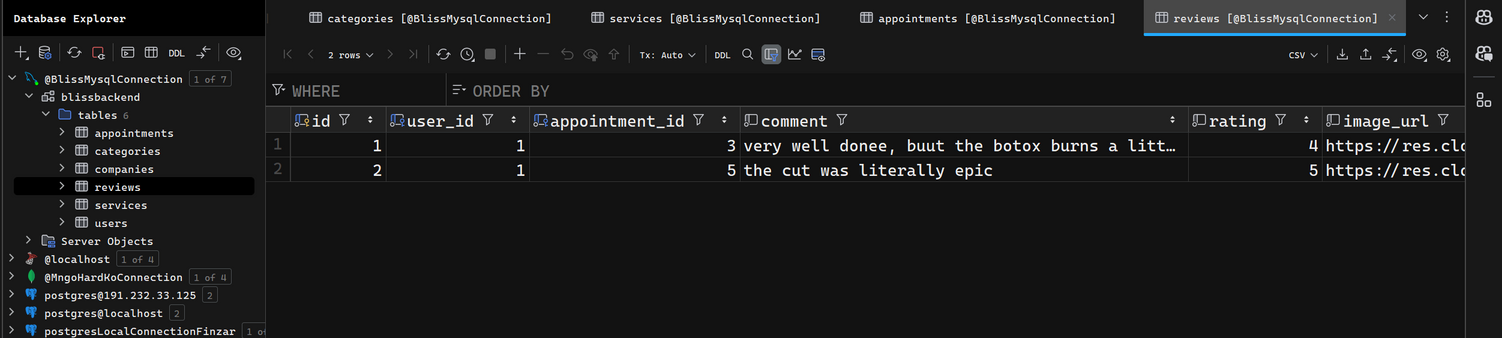 Database Explorer
categories [@BlissMysqlConnection]
services [@BlissMysqlConnection]
appointments [@BlissMysqlConnection]
reviews [@BlissMysqlConnection]
DDL
2 rows
Tx: Auto
DDL
CSV
@BlissMysqlConnection 1 of 7
blissbackend
tables 6
appointments
categories
companies
reviews
services
users
Server Objects
@localhost 1 of 4
@MngoHardKoConnection 1 of 4
postgres@191.232.33.125 2
postgres@localhost 2
postgresLocalConnectionFinzar 1 o
WHERE ORDER BY
id user_id appointment_id comment rating image_url
1 1 1 3 very well donee, buut the botox burns a litt… 4 https://res.clo
2 2 1 5 the cut was literally epic 5 https://res.clo